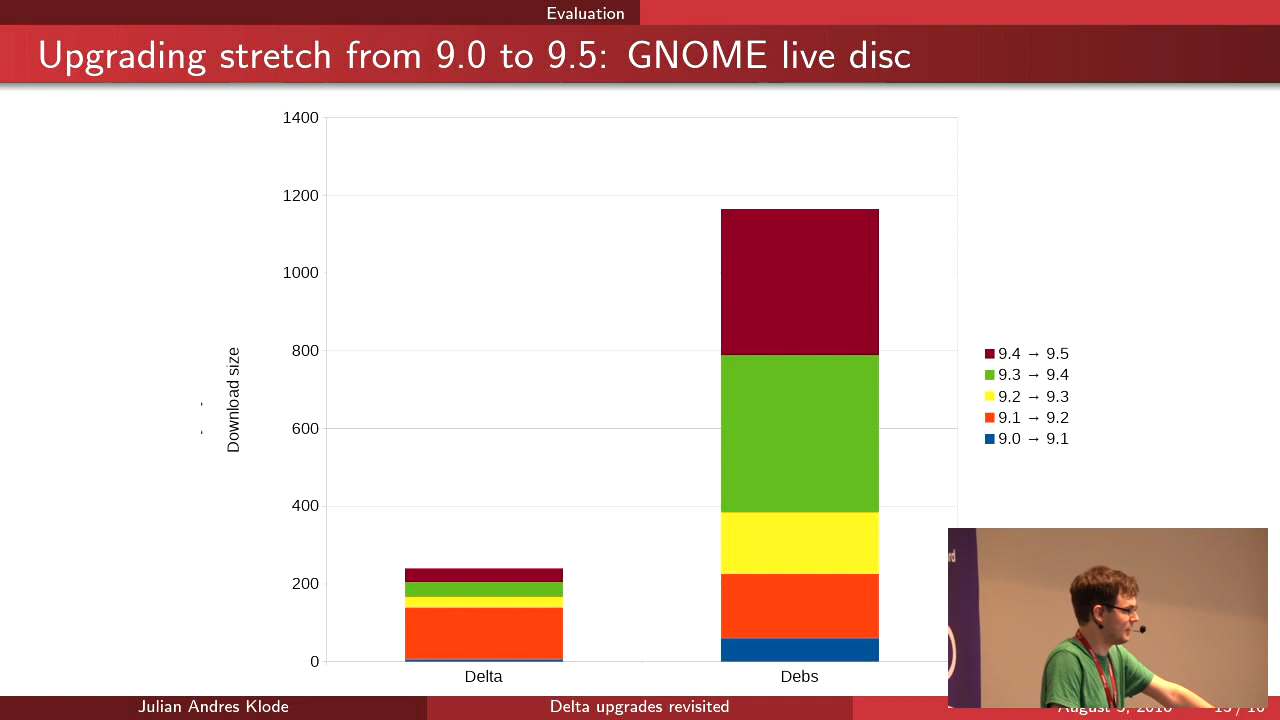 Evaluation
Upgrading stretch from 9.0 to 9.5: GNOME live disc
1400
1200
1000
800
600
400
200
0
Download size
Delta
Debs
9.4 → 9.5
9.3 → 9.4
9.2 → 9.3
9.1 → 9.2
9.0 → 9.1
Julian Andres Klode
Delta upgrades revisited